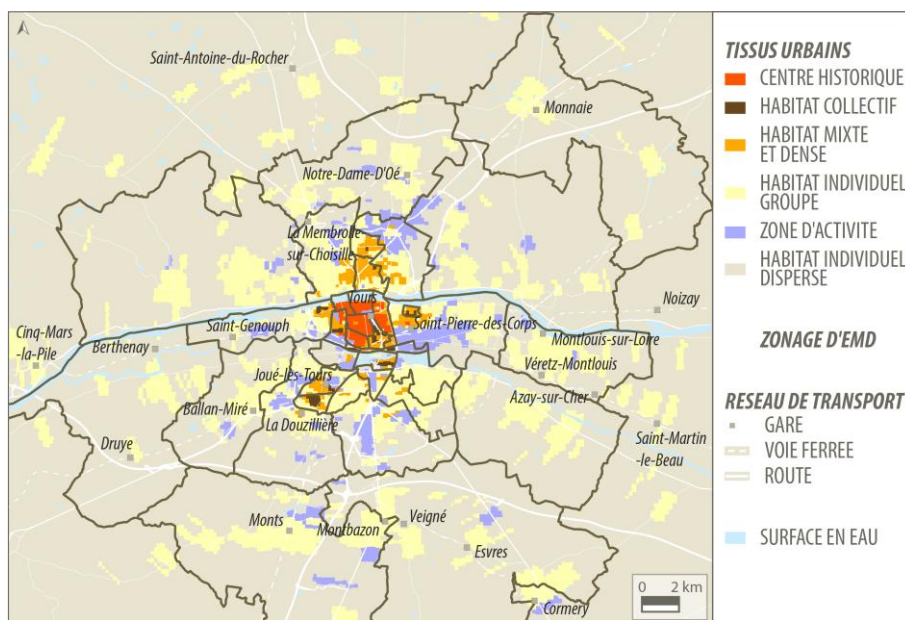 Saint-Antoine-du-Rocher
Monnaie
Notre-Dame-D'Oé
La Membrolle
-sur-Choisille
Tours
Noizay
Cinq-Mars
-la-Pile
Berthenay
Saint-Genouph
Saint-Pierre-des-Corps
Montlouis-sur-Loire
Véretz-Montlouis
Joué-lès-Tours
Azay-sur-Cher
Ballan-Miré
La Douzillière
Saint-Martin
-le-Beau
Druye
Monts
Montbazon
Veigné
Esvres
Cormery
0 2 km
TISSUS URBAINS
CENTRE HISTORIQUE
HABITAT COLLECTIF
HABITAT MIXTE
ET DENSE
HABITAT INDIVIDUEL
GROUPE
ZONE D'ACTIVITE
HABITAT INDIVIDUEL
DISPERSE
ZONAGE D'EMD
RESEAU DE TRANSPORT
GARE
VOIE FERREE
ROUTE
SURFACE EN EAU